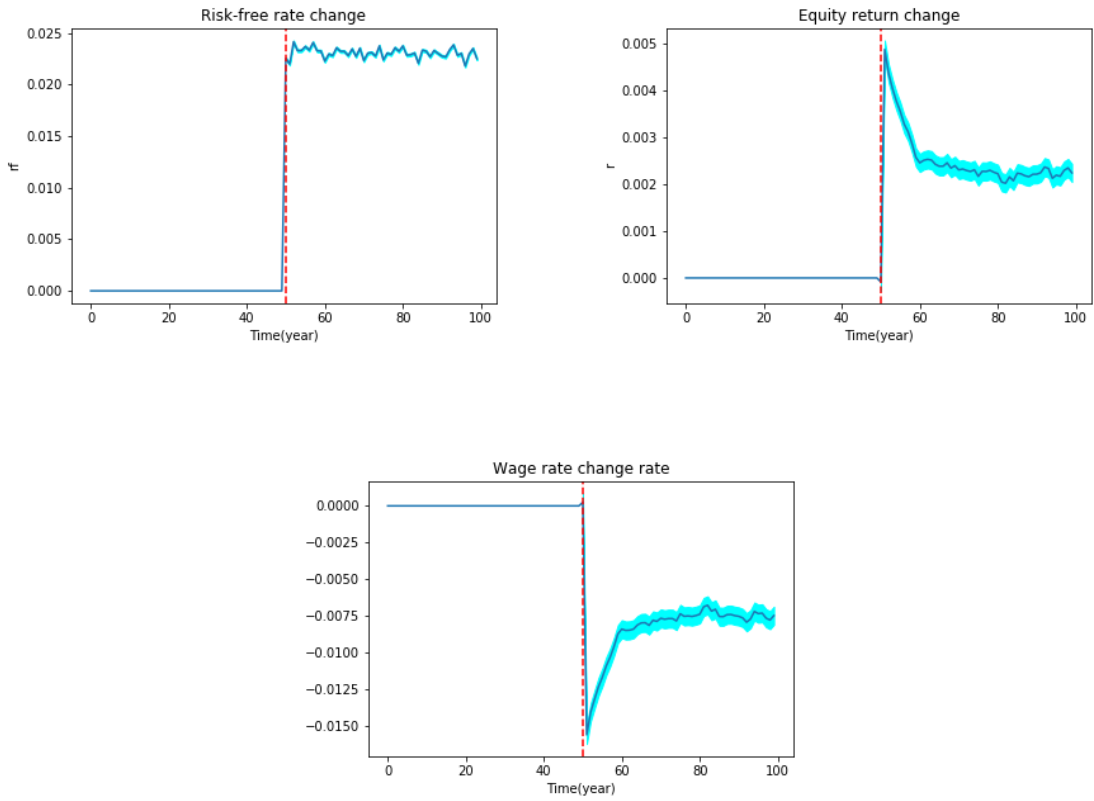 Risk-free rate change
0.025
0.020
0.015
0.010
0.005
0.000
rf
0 20 40 60 80 100
Time(year)
Equity return change
0.005
0.004
0.003
0.002
0.001
0.000
r
0 20 40 60 80 100
Time(year)
Wage rate change rate
0.0000
−0.0025
−0.0050
−0.0075
−0.0100
−0.0125
−0.0150
0 20 40 60 80 100
Time(year)